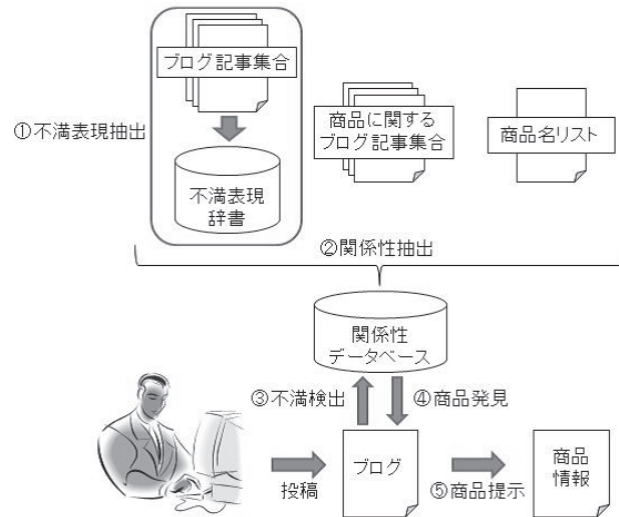 ブログ記事集合
①不満表現抽出
不満表現
辞書
商品に関する
ブログ記事集合
商品名リスト
②関係性抽出
関係性
データベース
③不満検出
④商品発見
投稿
ブログ
⑤商品提示
商品
情報